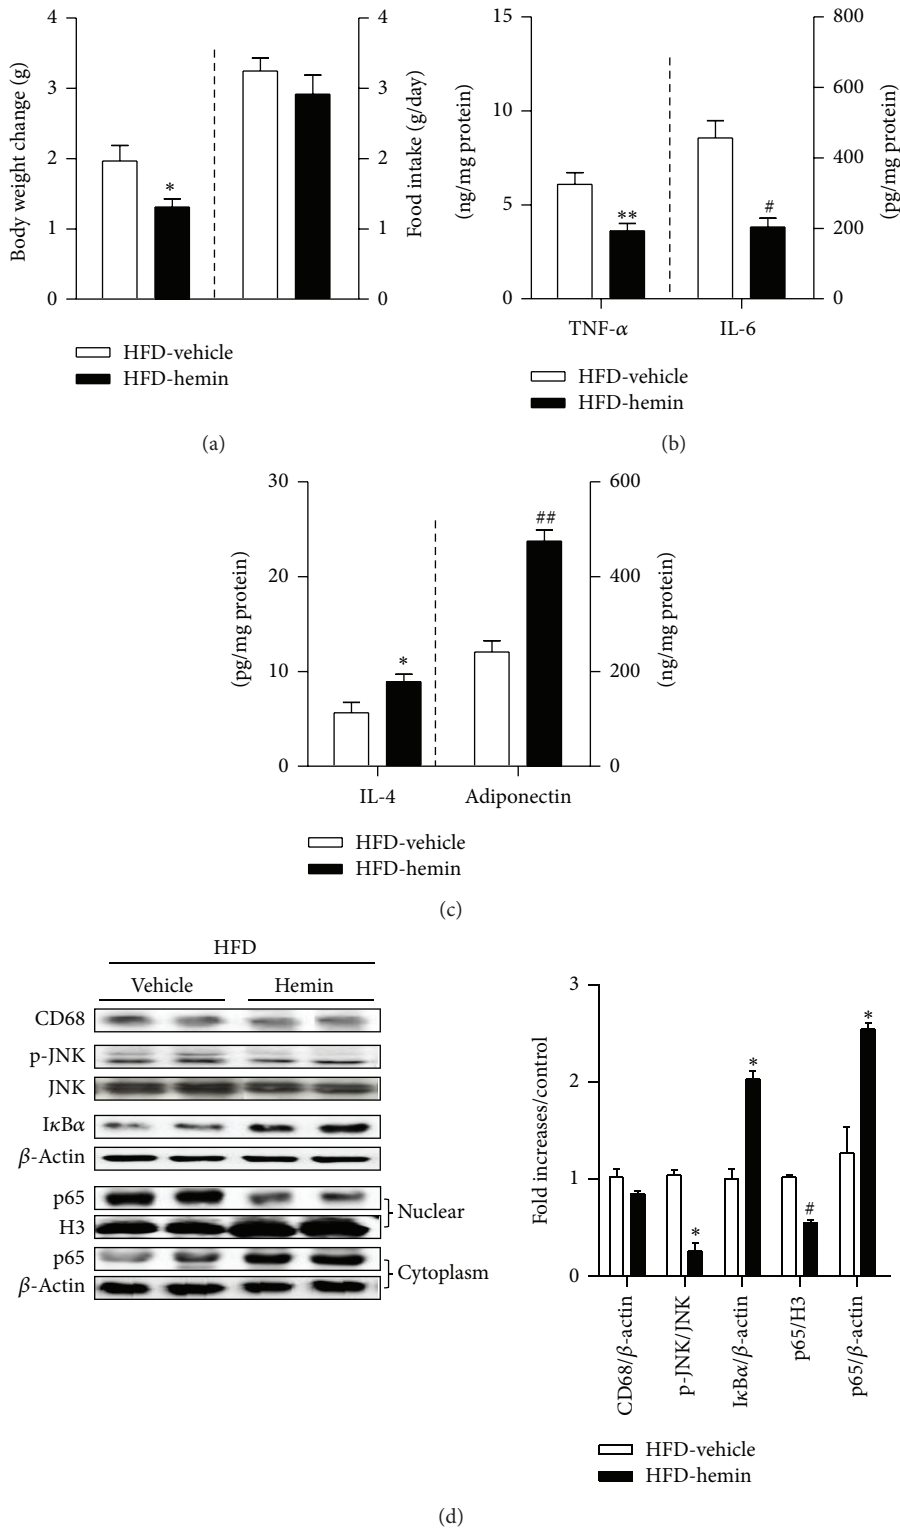 4
3
2
1
0
Body weight change (g)
*
4
3
2
1
0
Food intake (g/day)
HFD-vehicle
HFD-hemin
(a)
15
10
5
0
(ng/mg protein)
**
#
800
600
400
200
0
(pg/mg protein)
TNF-α
IL-6
HFD-vehicle
HFD-hemin
(b)
30
20
10
0
(pg/mg protein)
*
##
600
400
200
0
(ng/mg protein)
IL-4
Adiponectin
HFD-vehicle
HFD-hemin
(c)
HFD
Vehicle Hemin
CD68
p-JNK
JNK
IκBα
β-Actin
p65
H3
Nuclear
p65
β-Actin
Cytoplasm
3
2
1
0
Fold increases/control
*
*
#
*
CD68/β-actin
p-JNK/JNK
IκBα/β-actin
p65/H3
p65/β-actin
HFD-vehicle
HFD-hemin
(d)